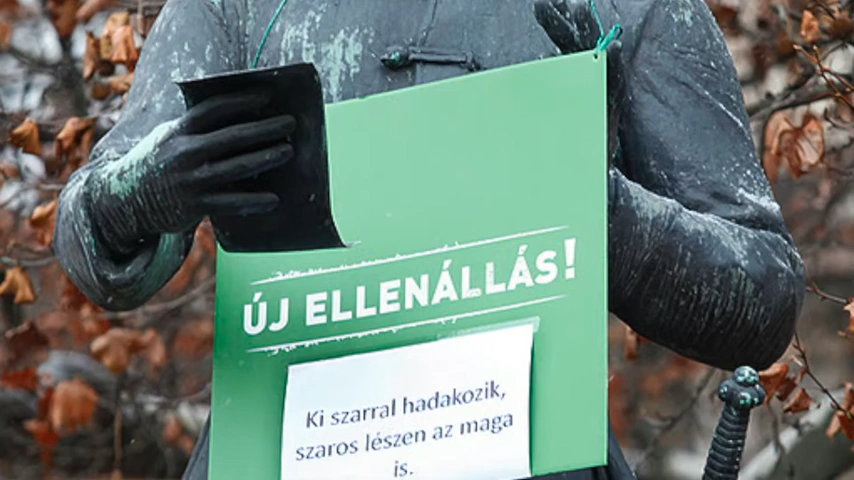 ÚJ ELLENÁLLÁS!
Ki szarral hadakozik,
szaros lészen az maga
is.